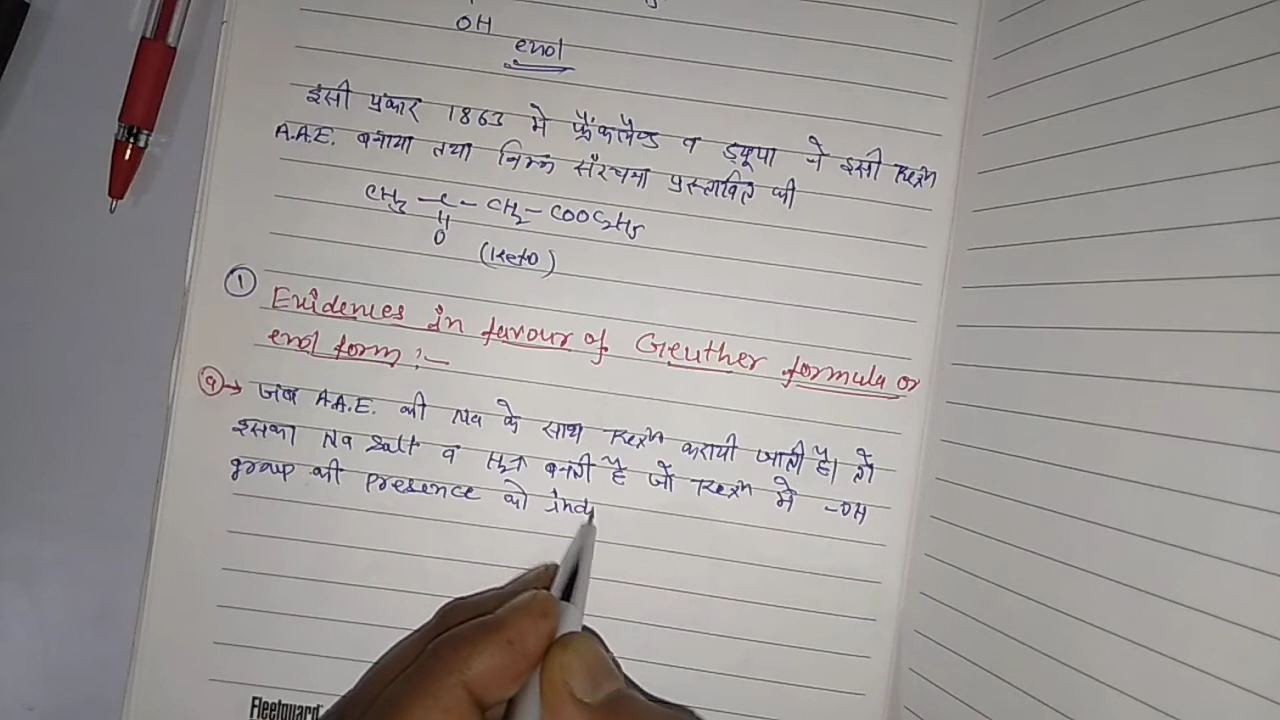 OH
enol
इसी प्रकार 1863 मे फ्रैंकलैण्ड व ड्यूपा ने इसी Rexn
A.A.E. बनाया तथा निम्न संरचना प्रस्तावित की
CH3 - C - CH2 - COOC2H5
||
O
(Keto)
① Evidences in favour of Geuther formula or
enol form :-
ⓐ→ जब A.A.E. की Na के साथ Rexn करायी जाती है। तो
इसका Na Salt व H2↑ बनती है जो Rexn में -OH
group की presence को ind
Fleetguard